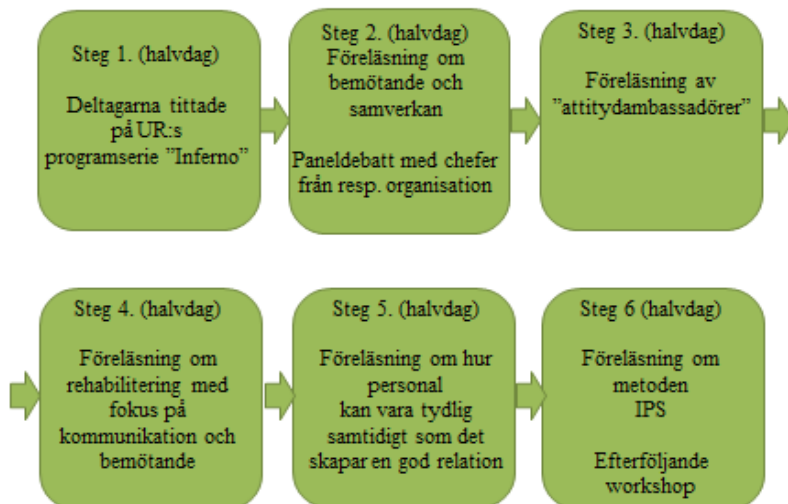 Steg 1. (halvdag)
Deltagarna tittade
på UR:s
programserie ”Inferno”
Steg 2. (halvdag)
Föreläsning om
bemötande och
samverkan
Paneldebatt med chefer
från resp. organisation
Steg 3. (halvdag)
Föreläsning av
”attitydambassadörer”
Steg 4. (halvdag)
Föreläsning om
rehabilitering med
fokus på
kommunikation och
bemötande
Steg 5. (halvdag)
Föreläsning om hur
personal
kan vara tydlig
samtidigt som det
skapar en god relation
Steg 6 (halvdag)
Föreläsning om
metoden
IPS
Efterföljande
workshop